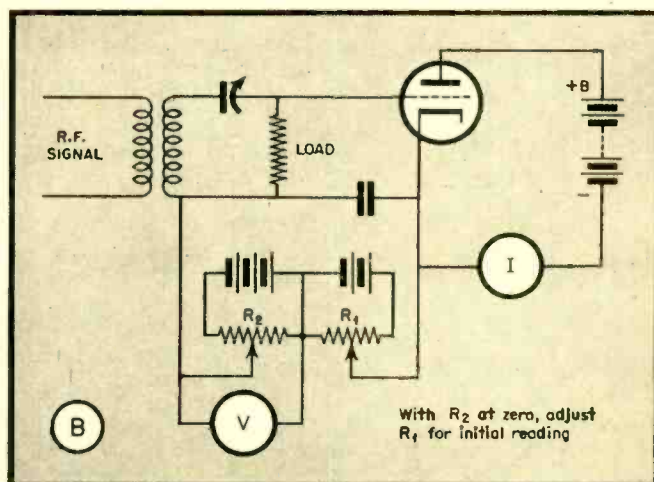 R.F.
SIGNAL
LOAD
+B
-
I
R₂
R₁
V
B
With R₂ at zero, adjust
R₁ for initial reading